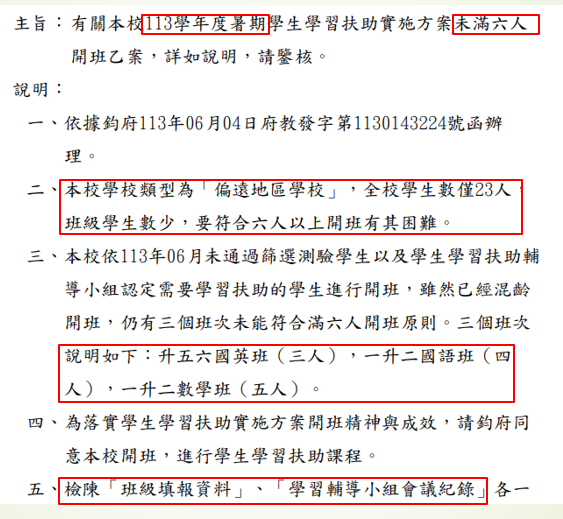 主旨：有關本校113學年度暑期學生學習扶助實施方案未滿六人
開班乙案，詳如說明，請鑒核。
說明：
一、依據鈞府113年06月04日府教發字第1130143224號函辦
理。
二、本校學校類型為「偏遠地區學校」，全校學生數僅23人，
班級學生數少，要符合六人以上開班有其困難。
三、本校依113年06月未通過篩選測驗學生以及學生學習扶助輔
導小組認定需要學習扶助的學生進行開班，雖然已經混齡
開班，仍有三個班次未能符合滿六人開班原則。三個班次
說明如下：升五六國英班（三人），一升二國語班（四
人），一升二數學班（五人）。
四、為落實學生學習扶助實施方案開班精神與成效，請鈞府同
意本校開班，進行學生學習扶助課程。
五、檢陳「班級填報資料」、「學習輔導小組會議紀錄」各一